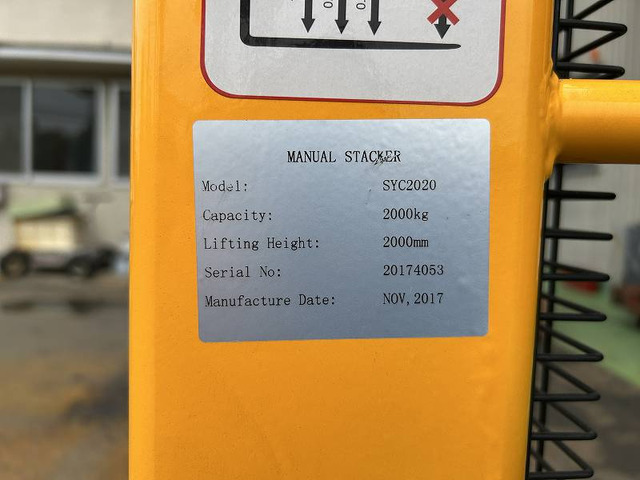 MANUAL STACKER
Model: SYC2020
Capacity: 2000kg
Lifting Height: 2000mm
Serial No: 20174053
Manufacture Date: NOV, 2017